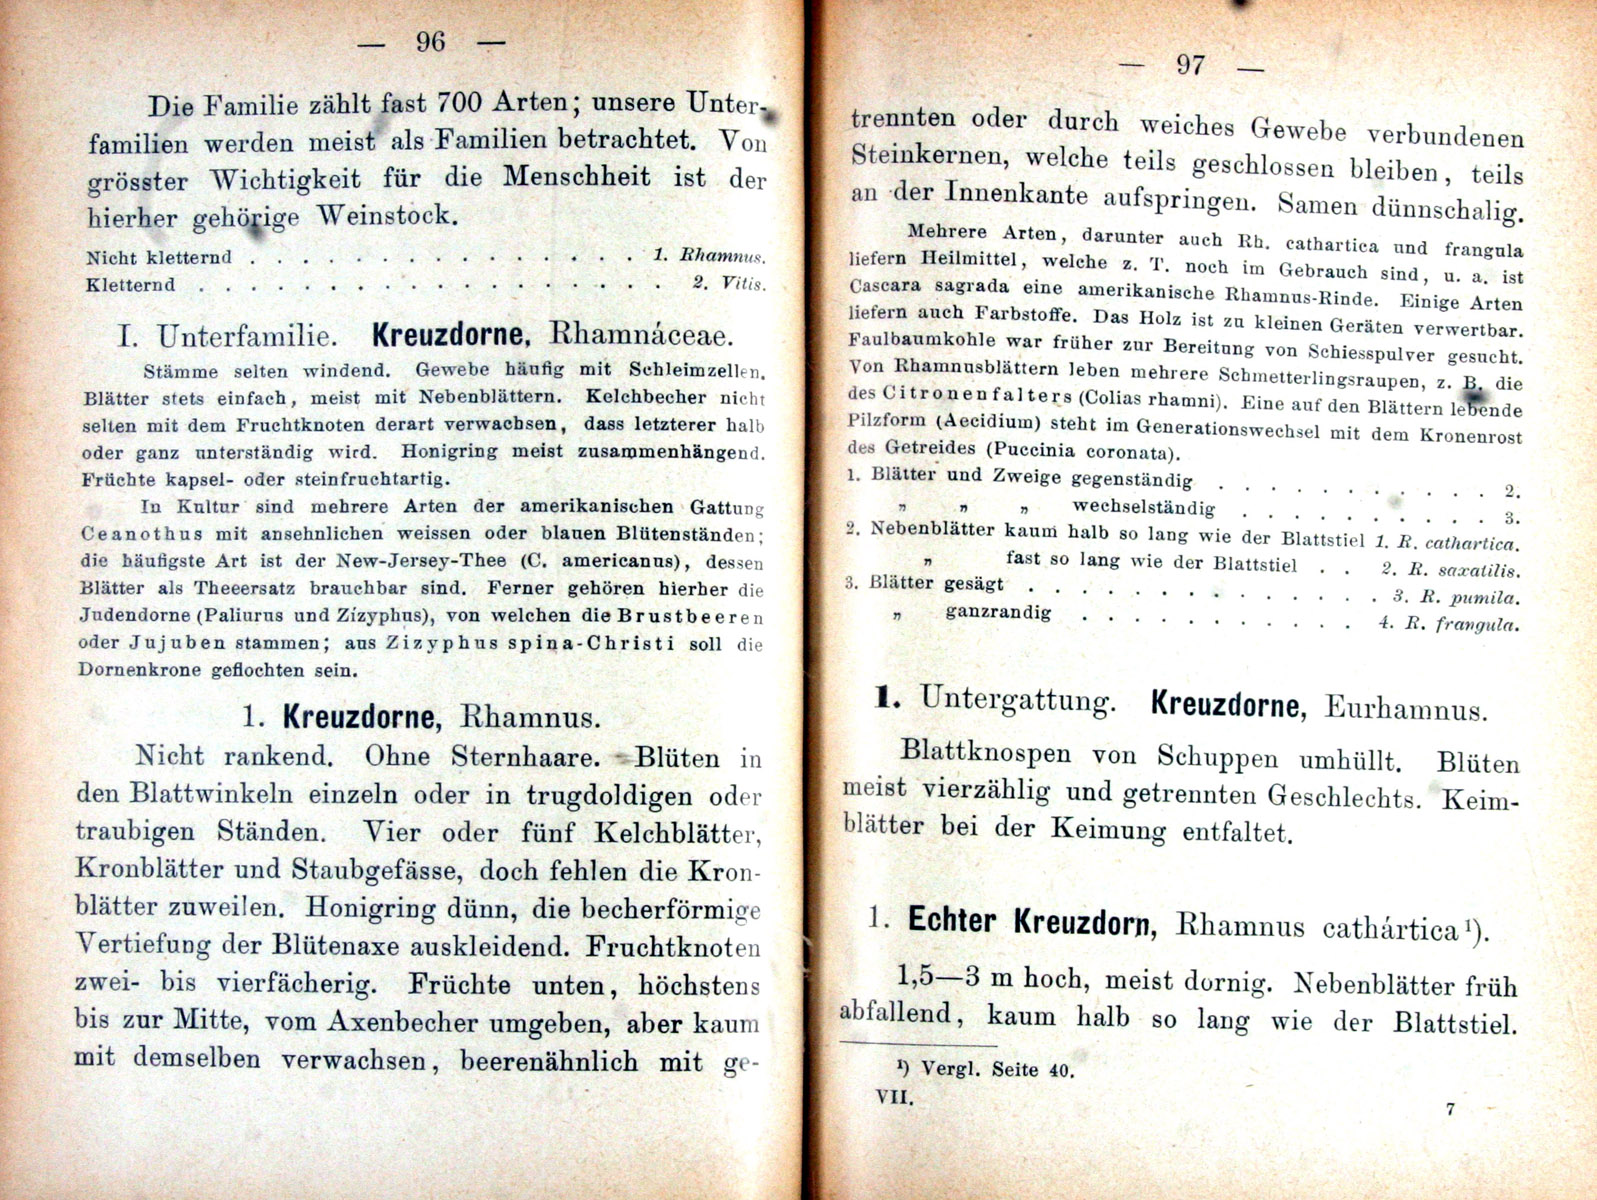 — 96 —
Die Familie zählt fast 700 Arten; unsere Unter-
familien werden meist als Familien betrachtet. Von
grösster Wichtigkeit für die Menschheit ist der
hierher gehörige Weinstock.
Nicht kletternd . . . . . . . . . . . . . . . 1. Rhamnus.
Kletternd . . . . . . . . . . . . . . . . . . 2. Vitis.
I. Unterfamilie. Kreuzdorne, Rhamnáceae.
Stämme selten windend. Gewebe häufig mit Schleimzellen.
Blätter stets einfach, meist mit Nebenblättern. Kelchbecher nicht
selten mit dem Fruchtknoten derart verwachsen, dass letzterer halb
oder ganz unterständig wird. Honigring meist zusammenhängend.
Früchte kapsel- oder steinfruchtartig.
In Kultur sind mehrere Arten der amerikanischen Gattung
Ceanothus mit ansehnlichen weissen oder blauen Blütenständen;
die häufigste Art ist der New-Jersey-Thee (C. americanus), dessen
Blätter als Theeersatz brauchbar sind. Ferner gehören hierher die
Judendorne (Paliurus und Zizyphus), von welchen die Brustbeeren
oder Jujuben stammen; aus Zizyphus spina-Christi soll die
Dornenkrone geflochten sein.
1. Kreuzdorne, Rhamnus.
Nicht rankend. Ohne Sternhaare. Blüten in
den Blattwinkeln einzeln oder in trugdoldigen oder
traubigen Ständen. Vier oder fünf Kelchblätter,
Kronblätter und Staubgefässe, doch fehlen die Kron-
blätter zuweilen. Honigring dünn, die becherförmige
Vertiefung der Blütenaxe auskleidend. Fruchtknoten
zwei- bis vierfächerig. Früchte unten, höchstens
bis zur Mitte, vom Axenbecher umgeben, aber kaum
mit demselben verwachsen, beerenähnlich mit ge-
— 97 —
trennten oder durch weiches Gewebe verbundenen
Steinkernen, welche teils geschlossen bleiben, teils
an der Innenkante aufspringen. Samen dünnschalig.
Mehrere Arten, darunter auch Rh. cathartica und frangula
liefern Heilmittel, welche z. T. noch im Gebrauch sind, u. a. ist
Cascara sagrada eine amerikanische Rhamnus-Rinde. Einige Arten
liefern auch Farbstoffe. Das Holz ist zu kleinen Geräten verwertbar.
Faulbaumkohle war früher zur Bereitung von Schiesspulver gesucht.
Von Rhamnusblättern leben mehrere Schmetterlingsraupen, z. B. die
des Citronenfalters (Colias rhamni). Eine auf den Blättern lebende
Pilzform (Aecidium) steht im Generationswechsel mit dem Kronenrost
des Getreides (Puccinia coronata).
1. Blätter und Zweige gegenständig . . . . . . . . . . . 2.
„ „ „ wechselständig . . . . . . . . . . . 3.
2. Nebenblätter kaum halb so lang wie der Blattstiel 1. R. cathartica.
„ fast so lang wie der Blattstiel . . 2. R. saxatilis.
3. Blätter gesägt . . . . . . . . . . . . . . 3. R. pumila.
„ ganzrandig . . . . . . . . . . . 4. R. frangula.
1. Untergattung. Kreuzdorne, Eurhamnus.
Blattknospen von Schuppen umhüllt. Blüten
meist vierzählig und getrennten Geschlechts. Keim-
blätter bei der Keimung entfaltet.
1. Echter Kreuzdorn, Rhamnus cathártica¹).
1,5—3 m hoch, meist dornig. Nebenblätter früh
abfallend, kaum halb so lang wie der Blattstiel.
¹) Vergl. Seite 40.
VII.
7